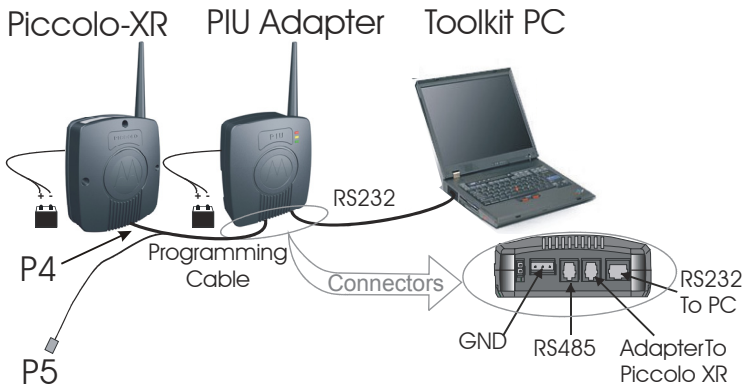 Piccolo-XR
PIU Adapter
Toolkit PC
PIU
+ -
+ -
RS232
Programming
Cable
P4
Connectors
P5
GND
RS485
AdapterTo
Piccolo XR
RS232
To PC